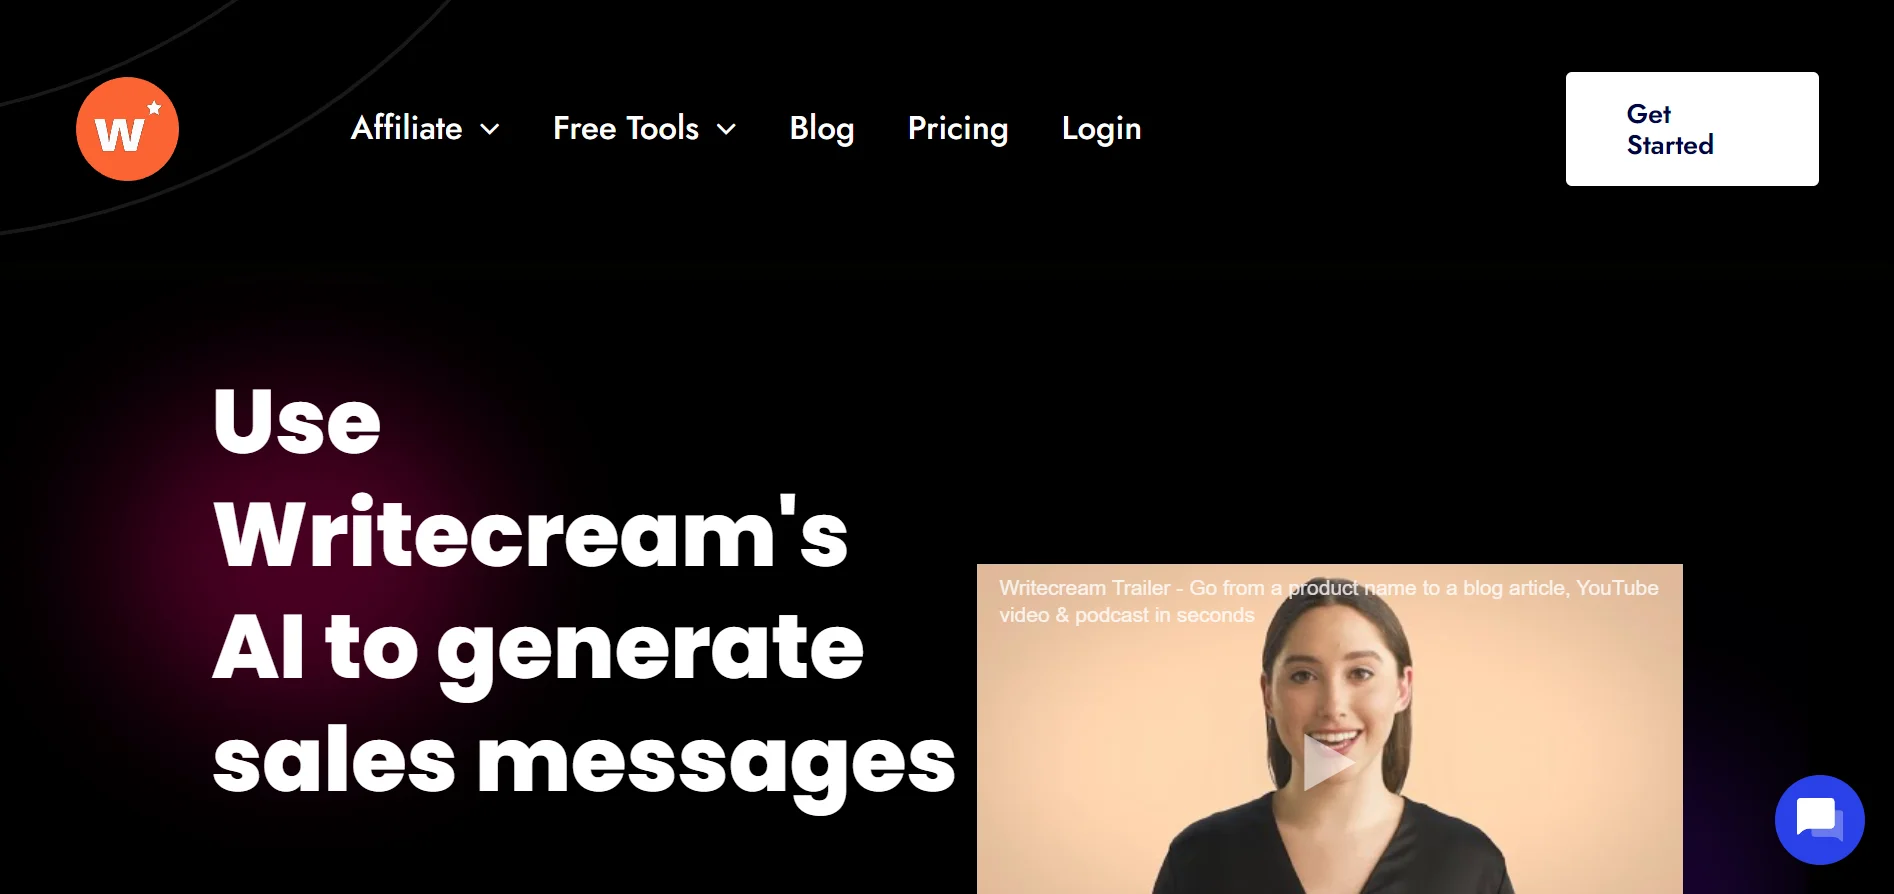 W
Affiliate
Free Tools
Blog
Pricing
Login
Get
Started
Use
Writecream's
AI to generate
sales messages
Writecream Trailer - Go from a product name to a blog article, YouTube
video & podcast in seconds